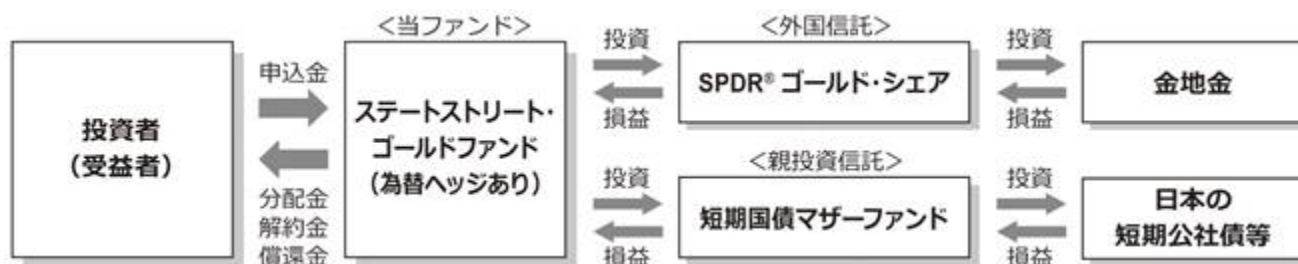 投資者
（受益者）
申込金
分配金
解約金
償還金
＜当ファンド＞
ステートストリート・
ゴールドファンド
（為替ヘッジあり）
投資
損益
＜外国信託＞
SPDR® ゴールド・シェア
投資
損益
金地金
投資
損益
＜親投資信託＞
短期国債マザーファンド
投資
損益
日本の
短期公社債等